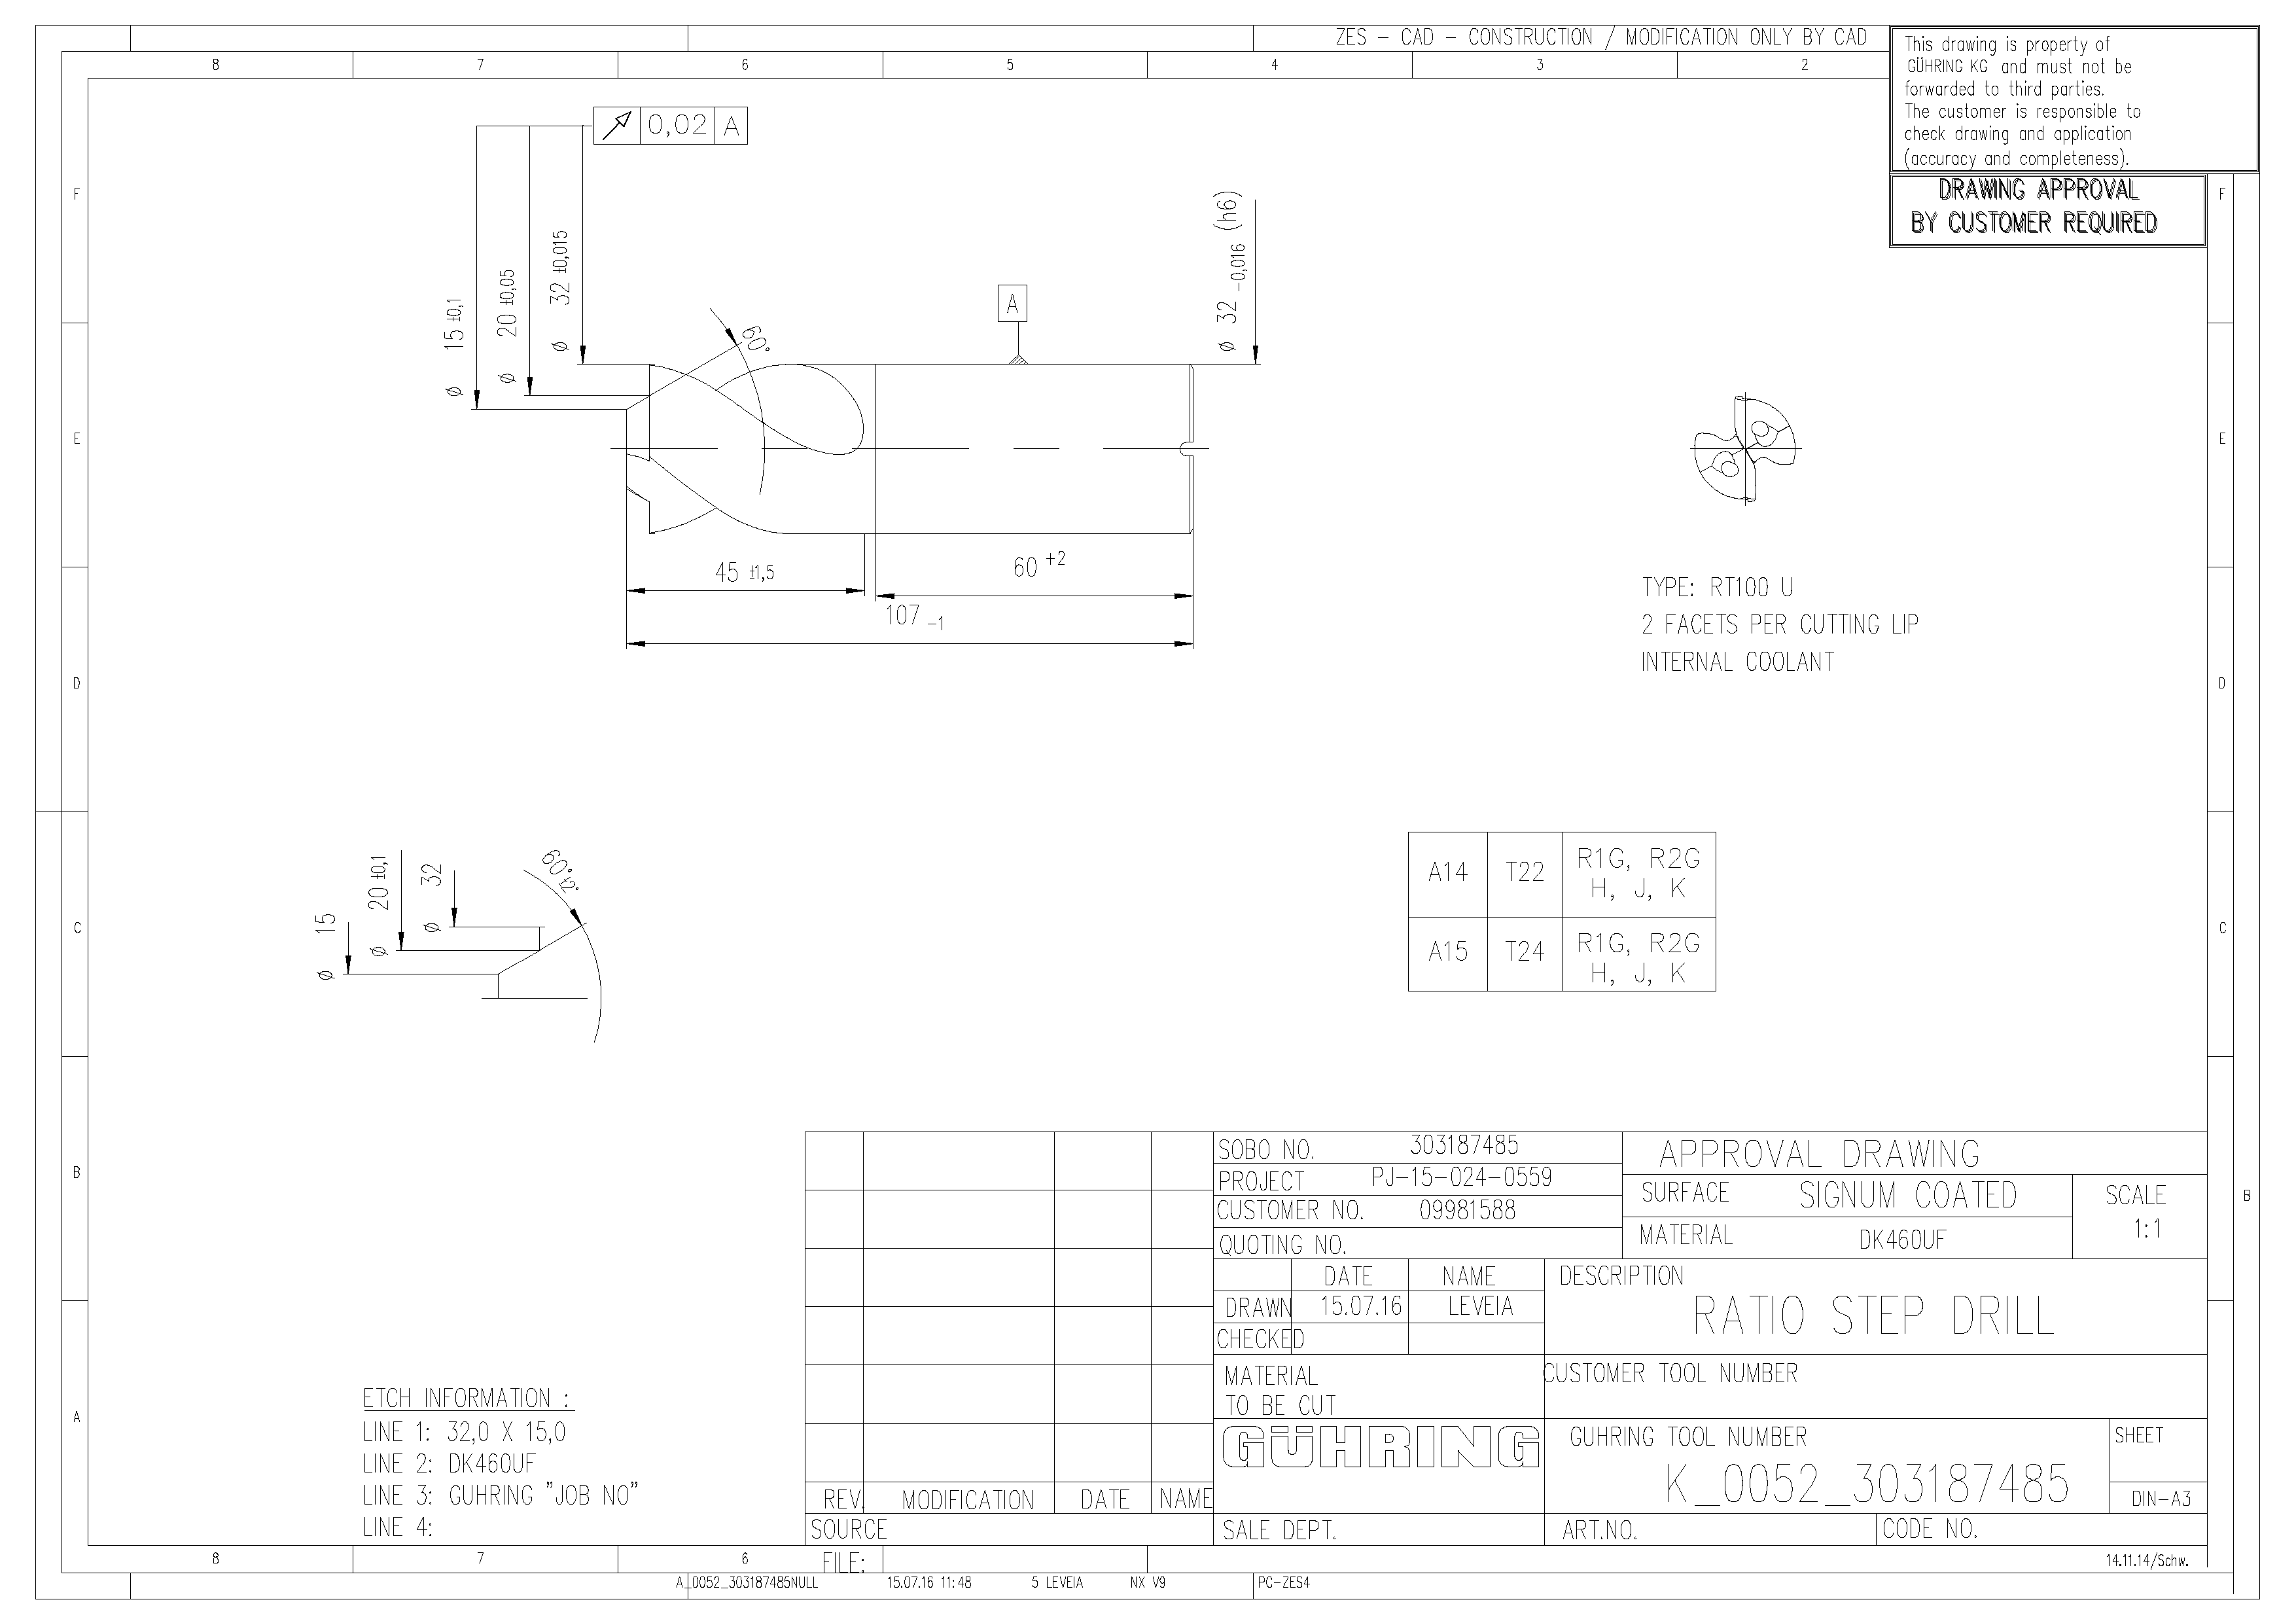 ZES - CAD - CONSTRUCTION / MODIFICATION ONLY BY CAD
This drawing is property of
GÜHRING KG and must not be
forwarded to third parties.
The customer is responsible to
check drawing and application
(accuracy and completeness).
DRAWING APPROVAL
BY CUSTOMER REQUIRED
8 7 6 5 4 3 2
F
F
E
E
D
D
C
C
B
B
A
0,02 A
ø 15 ±0,1
ø 20 ±0,05
ø 32 ±0,015
60°
A
ø 32 -0,016 (h6)
45 ±1,5
60 +2
107 -1
TYPE: RT100 U
2 FACETS PER CUTTING LIP
INTERNAL COOLANT
ø 15
ø 20 ±0,1
ø 32
60°±2°
A14 T22 R1G, R2G
H, J, K
A15 T24 R1G, R2G
H, J, K
ETCH INFORMATION :
LINE 1: 32,0 X 15,0
LINE 2: DK460UF
LINE 3: GUHRING "JOB NO"
LINE 4:
REV. MODIFICATION DATE NAME
SOURCE
SOBO NO. 303187485
PROJECT PJ-15-024-0559
CUSTOMER NO. 09981588
QUOTING NO.
DATE NAME
DRAWN 15.07.16 LEVEIA
CHECKED
MATERIAL
TO BE CUT
GÜHRING
SALE DEPT.
APPROVAL DRAWING
SURFACE SIGNUM COATED
MATERIAL DK460UF
SCALE
1:1
DESCRIPTION
RATIO STEP DRILL
CUSTOMER TOOL NUMBER
GUHRING TOOL NUMBER
K_0052_303187485
SHEET
DIN-A3
ART.NO.
CODE NO.
8 7 6
FILE:
14.11.14/Schw.
A_0052_303187485NULL 15.07.16 11:48 5 LEVEIA NX V9 PC-ZES4